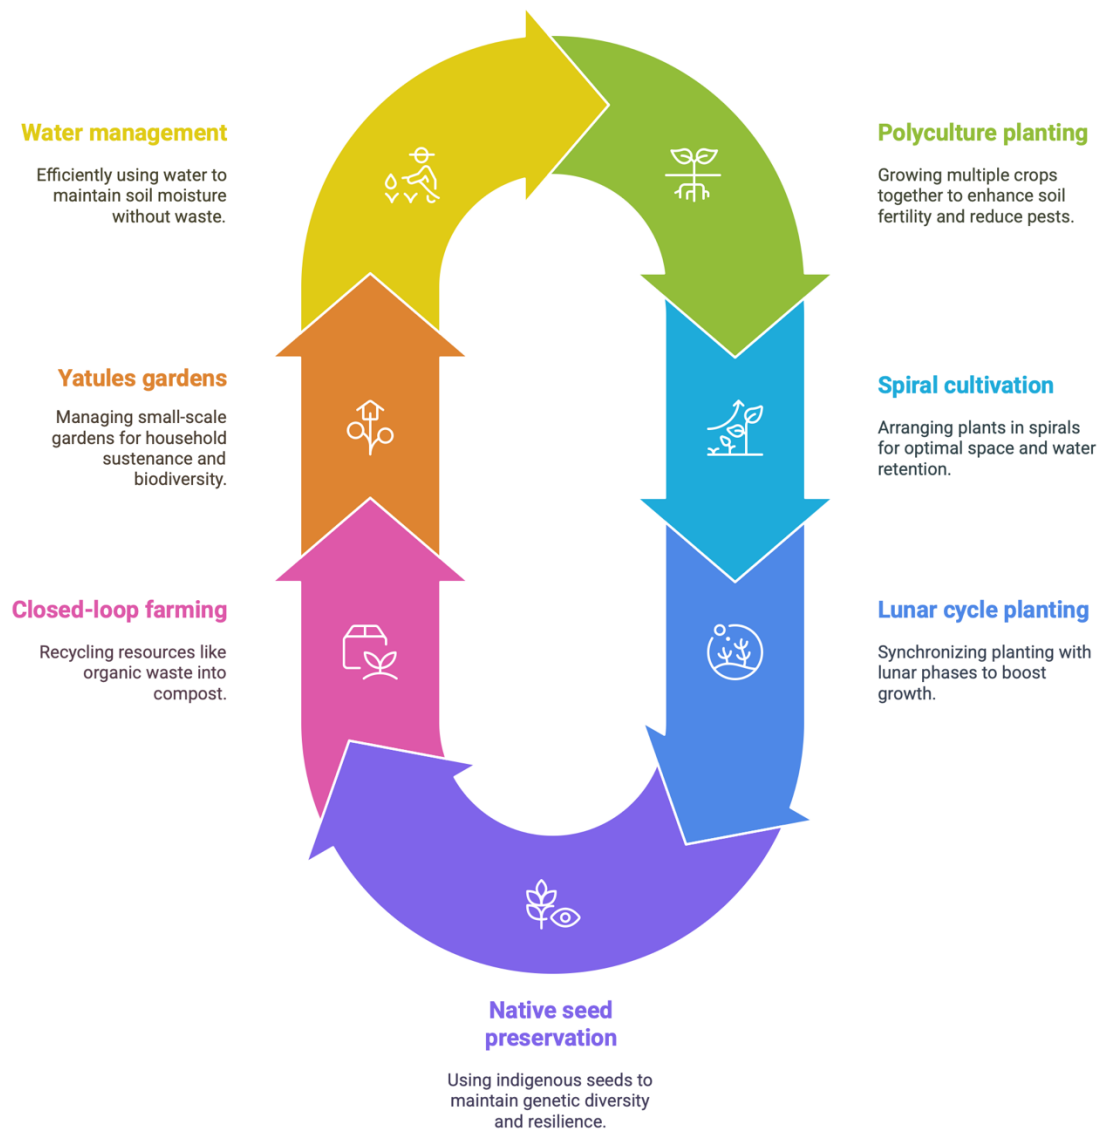 Water management
Efficiently using water to
maintain soil moisture
without waste.
Polyculture planting
Growing multiple crops
together to enhance soil
fertility and reduce pests.
Yatules gardens
Managing small-scale
gardens for household
sustenance and
biodiversity.
Spiral cultivation
Arranging plants in spirals
for optimal space and water
retention.
Closed-loop farming
Recycling resources like
organic waste into
compost.
Lunar cycle planting
Synchronizing planting with
lunar phases to boost
growth.
Native seed
preservation
Using indigenous seeds to
maintain genetic diversity
and resilience.